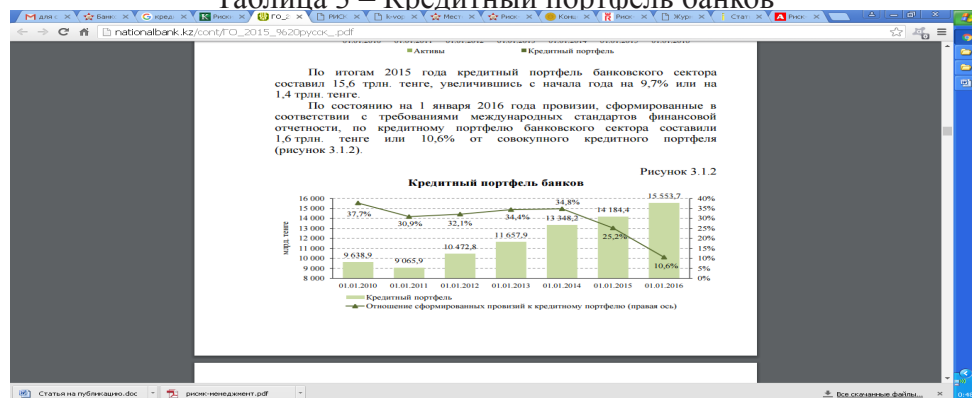 Таблица 3 – Кредитный портфель банков
nationalbank.kz/cont/ГО_2015_%20русск_.pdf
Активы Кредитный портфель
По итогам 2015 года кредитный портфель банковского сектора
составил 15,6 трлн. тенге, увеличившись с начала года на 9,7% или на
1,4 трлн. тенге.
По состоянию на 1 января 2016 года провизии, сформированные в
соответствии с требованиями международных стандартов финансовой
отчетности, по кредитному портфелю банковского сектора составили
1,6 трлн. тенге или 10,6% от совокупного кредитного портфеля
(рисунок 3.1.2).
Рисунок 3.1.2
Кредитный портфель банков
млрд. тенге
16 000
15 000
14 000
13 000
12 000
11 000
10 000
9 000
8 000
9 638,9
9 065,9
10 472,8
11 657,9
13 348,2
14 184,4
15 553,7
37,7%
30,9%
32,1%
34,4%
34,8%
25,2%
10,6%
40%
35%
30%
25%
20%
15%
10%
5%
0%
01.01.2010 01.01.2011 01.01.2012 01.01.2013 01.01.2014 01.01.2015 01.01.2016
Кредитный портфель
Отношение сформированных провизий к кредитному портфелю (правая ось)
Статья на публикацию.doc
риcмк-менеджмент.pdf
Все скачанные файлы...